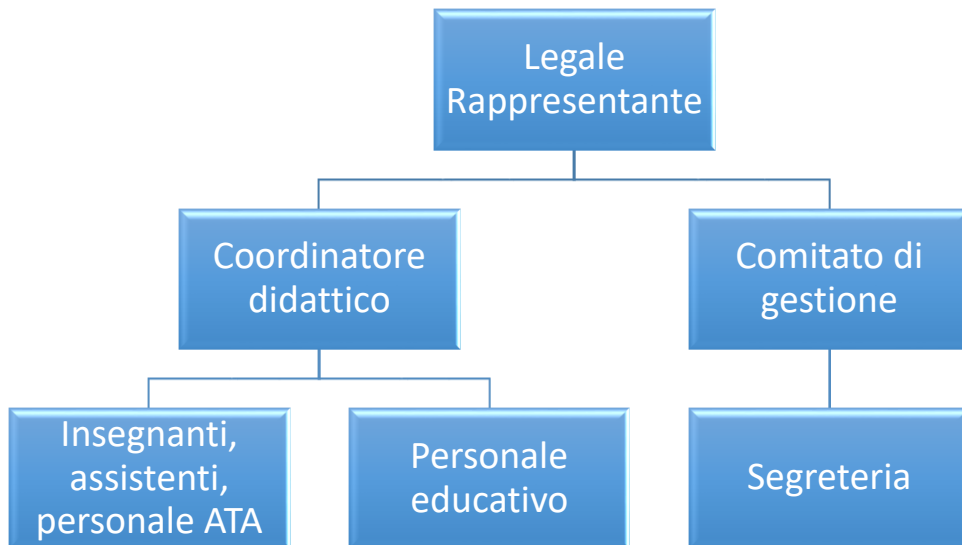 Legale
Rappresentante
Coordinatore
didattico
Comitato di
gestione
Insegnanti,
assistenti,
personale ATA
Personale
educativo
Segreteria